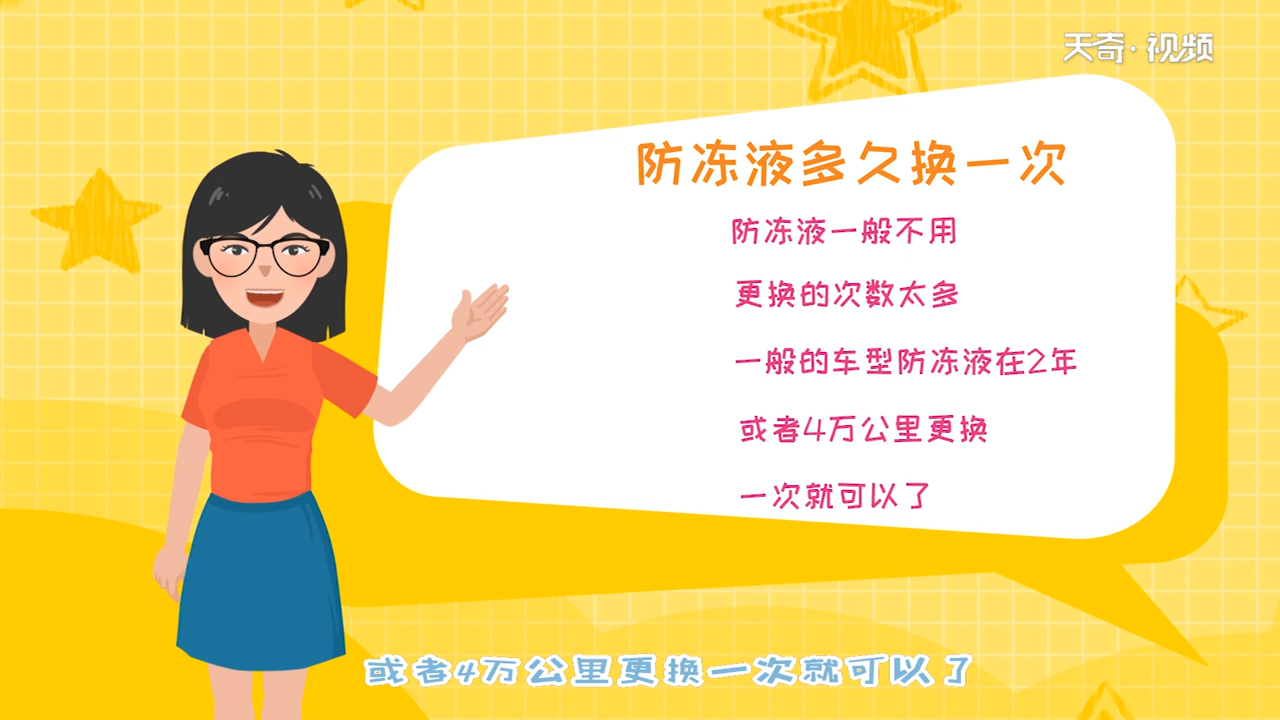 天奇·视频
防冻液多久换一次
防冻液一般不用
更换的次数太多
一般的车型防冻液在2年
或者4万公里更换
一次就可以了
或者4万公里更换一次就可以了